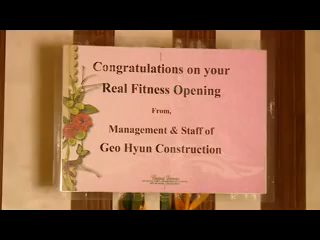 Congratulations on your
Real Fitness Opening
From,
Management & Staff of
Geo Hyun Construction